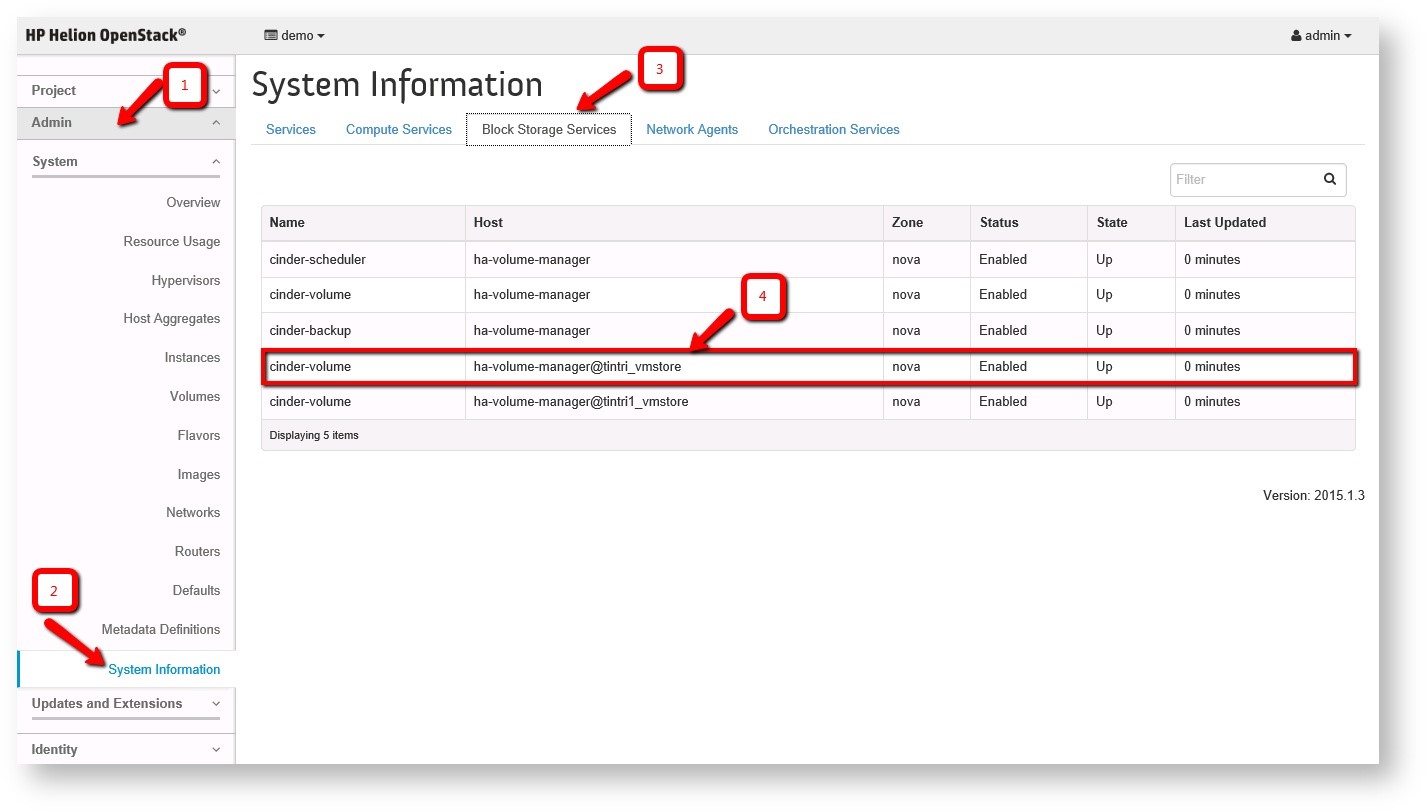 HP Helion OpenStack® demo admin
Project 1
Admin
System
Overview
Resource Usage
Hypervisors
Host Aggregates
Instances
Volumes
Flavors
Images
Networks
Routers
Defaults
2
Metadata Definitions
System Information
Updates and Extensions
Identity
System Information 3
Services Compute Services Block Storage Services Network Agents Orchestration Services
Filter
Name Host Zone Status State Last Updated
cinder-scheduler ha-volume-manager nova Enabled Up 0 minutes
cinder-volume ha-volume-manager nova Enabled Up 0 minutes
4
cinder-backup ha-volume-manager nova Enabled Up 0 minutes
cinder-volume ha-volume-manager@tintri_vmstore nova Enabled Up 0 minutes
cinder-volume ha-volume-manager@tintri1_vmstore nova Enabled Up 0 minutes
Displaying 5 items
Version: 2015.1.3